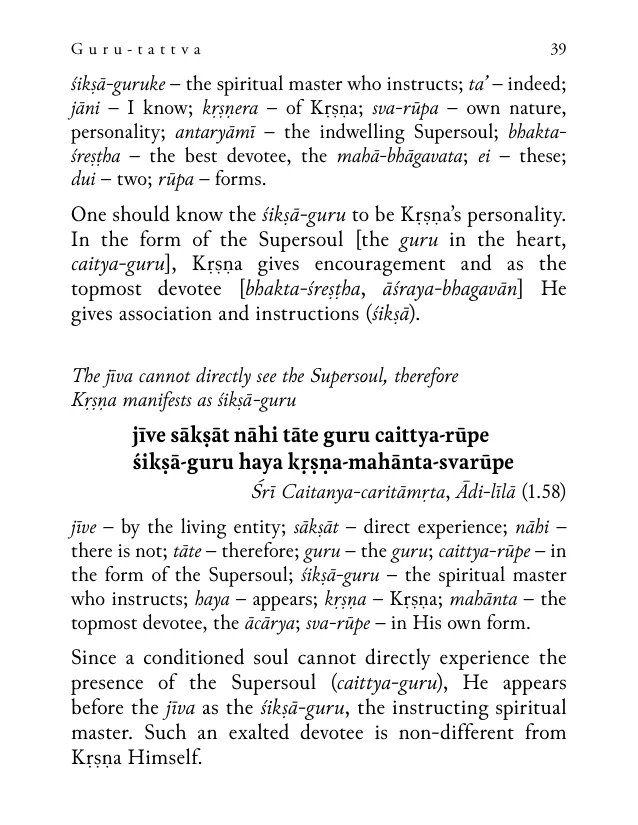 Guru-tattva 39
śikṣā-guruke – the spiritual master who instructs; ta’ – indeed;
jāni – I know; kṛṣṇera – of Kṛṣṇa; sva-rūpa – own nature,
personality; antaryāmī – the indwelling Supersoul; bhakta-
śreṣṭha – the best devotee, the mahā-bhāgavata; ei – these;
dui – two; rūpa – forms.
One should know the śikṣā-guru to be Kṛṣṇa’s personality.
In the form of the Supersoul [the guru in the heart,
caitya-guru], Kṛṣṇa gives encouragement and as the
topmost devotee [bhakta-śreṣṭha, āśraya-bhagavān] He
gives association and instructions (śikṣā).
The jīva cannot directly see the Supersoul, therefore
Kṛṣṇa manifests as śikṣā-guru
jīve sākṣāt nāhi tāte guru caittya-rūpe
śikṣā-guru haya kṛṣṇa-mahānta-svarūpe
Śrī Caitanya-caritāmṛta, Ādi-līlā (1.58)
jīve – by the living entity; sākṣāt – direct experience; nāhi –
there is not; tāte – therefore; guru – the guru; caittya-rūpe – in
the form of the Supersoul; śikṣā-guru – the spiritual master
who instructs; haya – appears; kṛṣṇa – Kṛṣṇa; mahānta – the
topmost devotee, the ācārya; sva-rūpe – in His own form.
Since a conditioned soul cannot directly experience the
presence of the Supersoul (caittya-guru), He appears
before the jīva as the śikṣā-guru, the instructing spiritual
master. Such an exalted devotee is non-different from
Kṛṣṇa Himself.